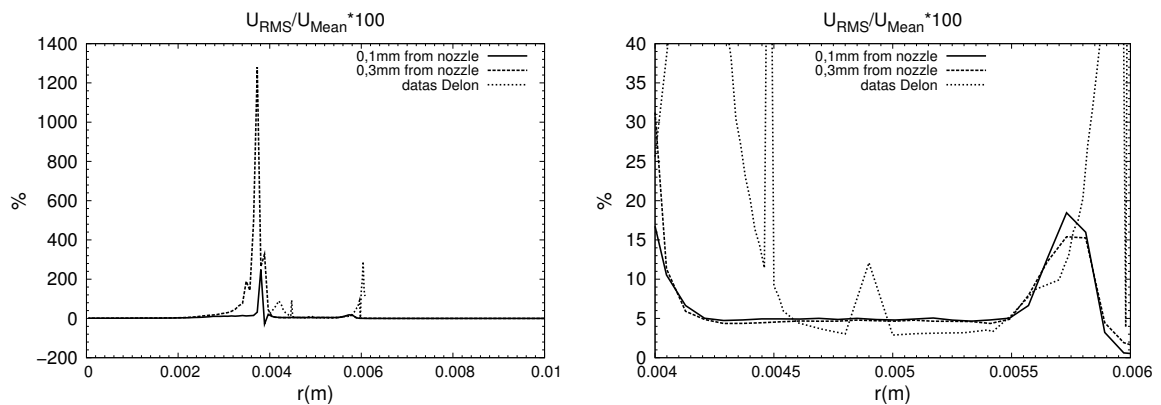 U_RMS/U_Mean*100
1400
1200
1000
800
600
400
200
0
−200
%
0 0.002 0.004 0.006 0.008 0.01
r(m)
0,1mm from nozzle
0,3mm from nozzle
datas Delon
U_RMS/U_Mean*100
40
35
30
25
20
15
10
5
0
%
0.004 0.0045 0.005 0.0055 0.006
r(m)
0,1mm from nozzle
0,3mm from nozzle
datas Delon